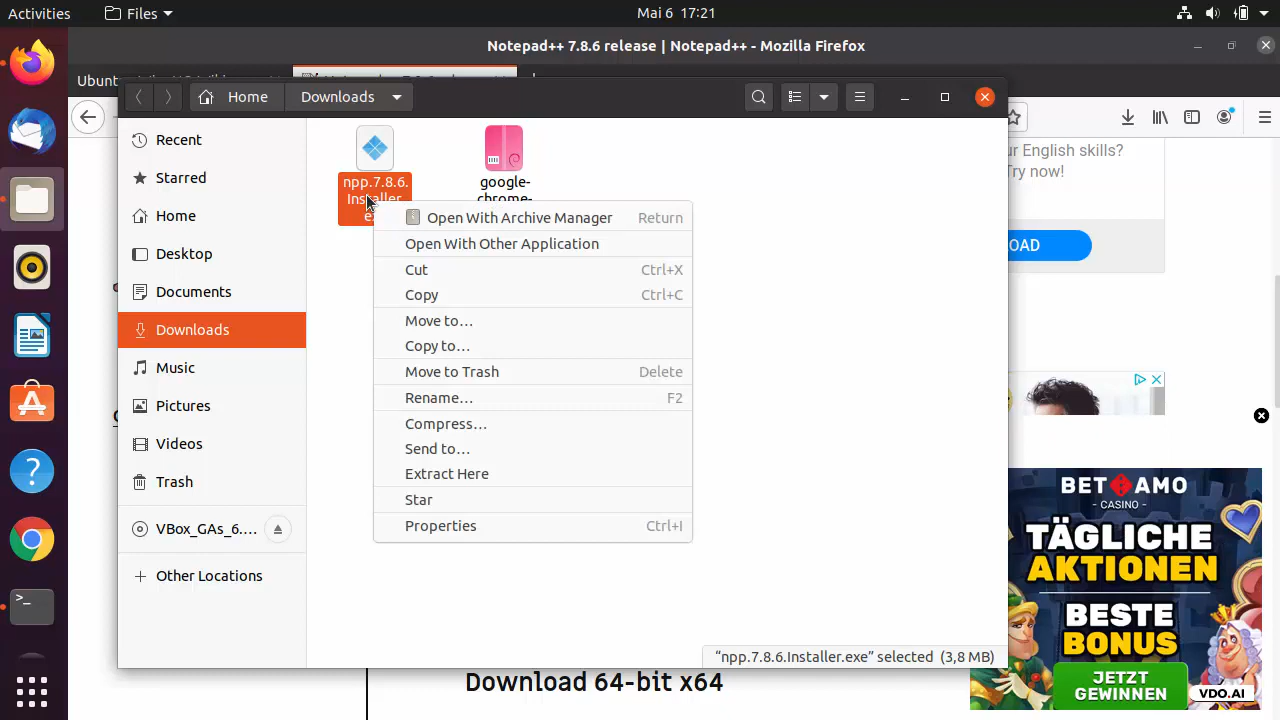 Activities
Files
Mai 6 17:21
Notepad++ 7.8.6 release | Notepad++ - Mozilla Firefox
Home
Downloads
Recent
Starred
Home
Desktop
Documents
Downloads
Music
Pictures
Videos
Trash
VBox_GAs_6....
Other Locations
npp.7.8.6.
Installer.
google-
chrome-
Open With Archive Manager Return
Open With Other Application
Cut Ctrl+X
Copy Ctrl+C
Move to…
Copy to…
Move to Trash Delete
Rename… F2
Compress…
Send to…
Extract Here
Star
Properties Ctrl+I
“npp.7.8.6.Installer.exe” selected (3,8 MB)
Download 64-bit x64
ur English skills?
Try now!
OAD
BETAMO
- CASINO -
TÄGLICHE
AKTIONEN
BESTE
BONUS
JETZT
GEWINNEN
VDO.AI